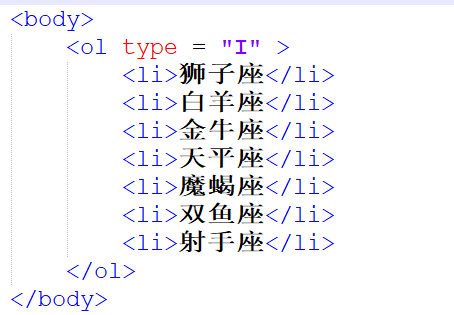 <body>
<ol type = "I" >
<li>狮子座</li>
<li>白羊座</li>
<li>金牛座</li>
<li>天平座</li>
<li>魔蝎座</li>
<li>双鱼座</li>
<li>射手座</li>
</ol>
</body>